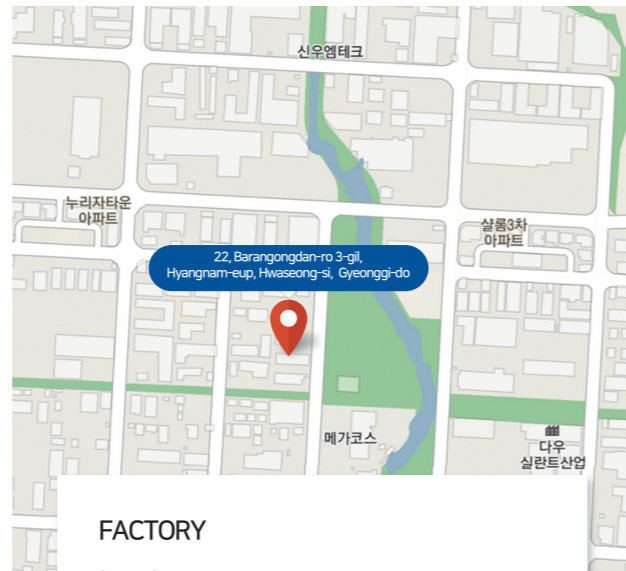 신우엠테크
누리자타운
아파트
샬롬3차
아파트
22, Barangongdan-ro 3-gil,
Hyangnam-eup, Hwaseong-si, Gyeonggi-do
메가코스
다우
실란트산업
FACTORY